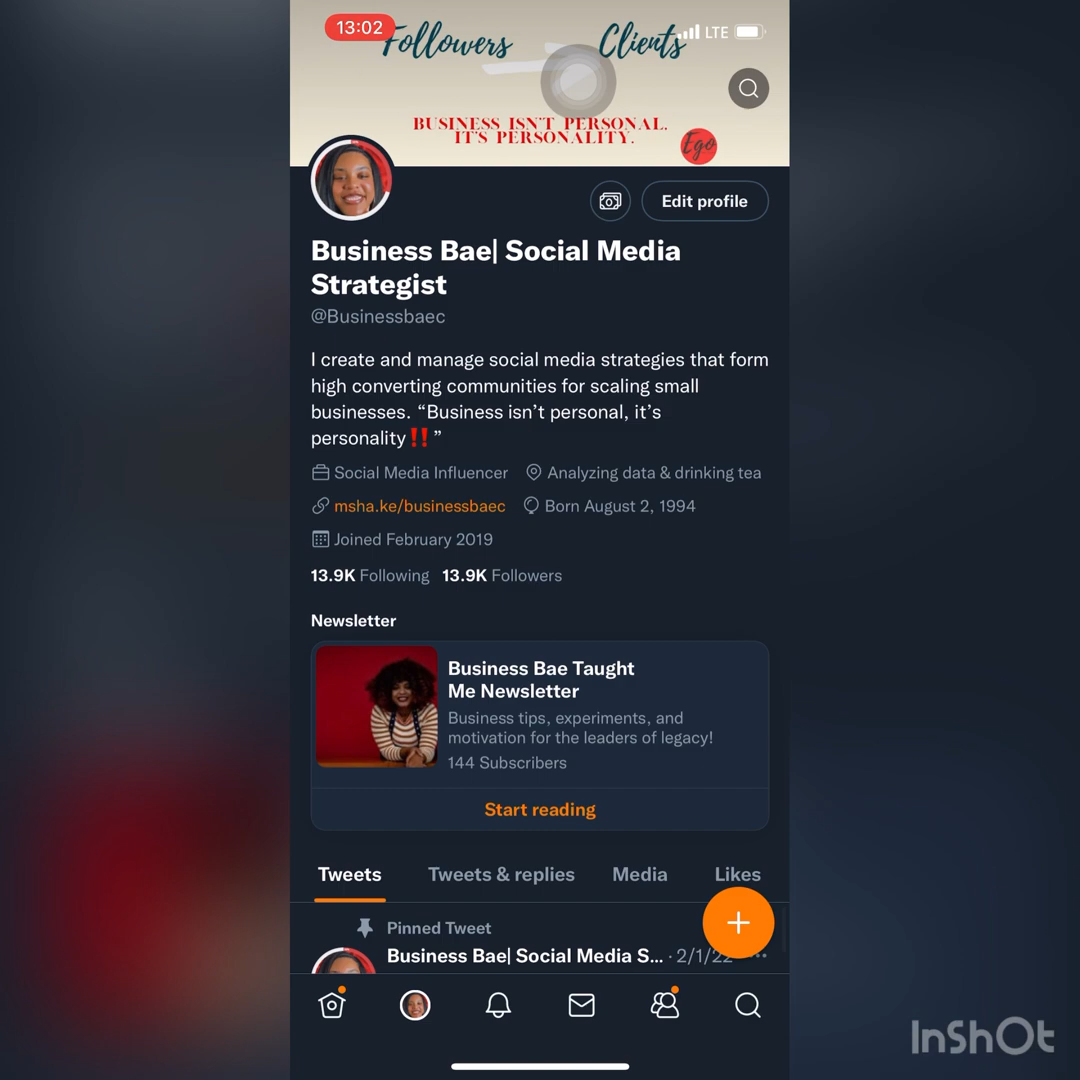 13:02
LTE
Followers Clients
BUSINESS ISN'T PERSONAL,
IT'S PERSONALITY.
Ego
Edit profile
Business Bae| Social Media
Strategist
@Businessbaec
I create and manage social media strategies that form
high converting communities for scaling small
businesses. “Business isn’t personal, it’s
personality‼️”
Social Media Influencer Analyzing data & drinking tea
msha.ke/businessbaec Born August 2, 1994
Joined February 2019
13.9K Following 13.9K Followers
Newsletter
Business Bae Taught
Me Newsletter
Business tips, experiments, and
motivation for the leaders of legacy!
144 Subscribers
Start reading
Tweets Tweets & replies Media Likes
Pinned Tweet
Business Bae| Social Media S... · 2/1/22
InShOt